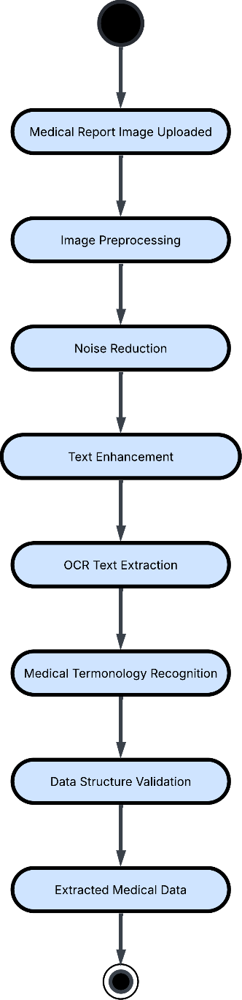 Medical Report Image Uploaded
Image Preprocessing
Noise Reduction
Text Enhancement
OCR Text Extraction
Medical Termonology Recognition
Data Structure Validation
Extracted Medical Data